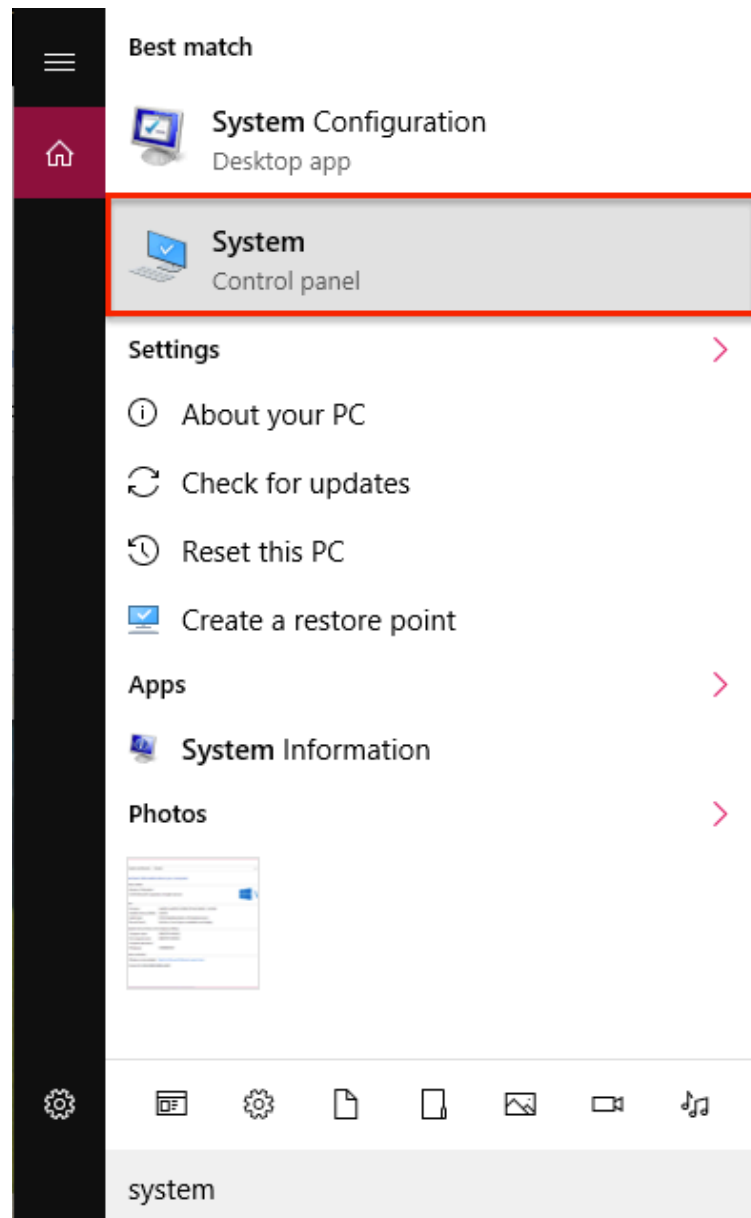 Best match
System Configuration
Desktop app
System
Control panel
Settings
About your PC
Check for updates
Reset this PC
Create a restore point
Apps
System Information
Photos
system